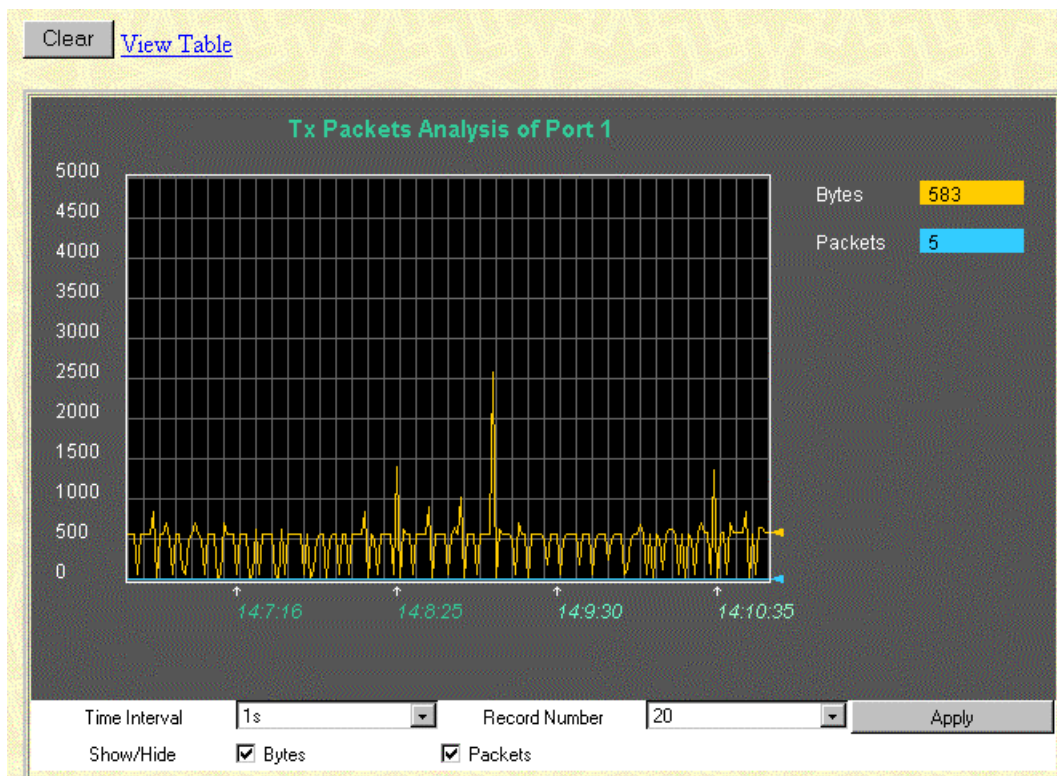 Clear View Table
Tx Packets Analysis of Port 1
5000
4500
4000
3500
3000
2500
2000
1500
1000
500
0
Bytes 583
Packets 5
14:7:16 14:8:25 14:9:30 14:10:35
Time Interval 1s Record Number 20 Apply
Show/Hide Bytes Packets